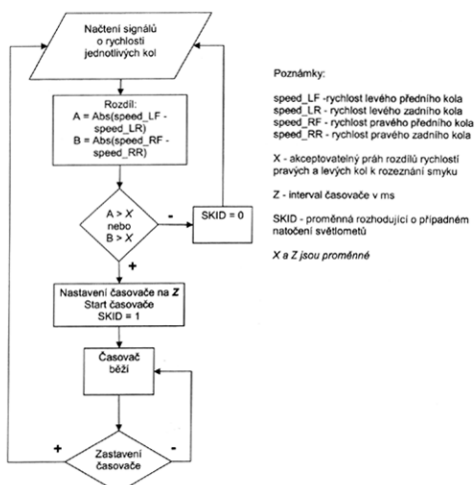 Načtení signálů
o rychlosti
jednotlivých kol
Rozdíl:
A = Abs(speed_LF -
speed_LR)
B = Abs(speed_RF -
speed_RR)
A > X
nebo
B > X
-
SKID = 0
+
Nastavení časovače na Z
Start časovače
SKID = 1
Časovač
běží
+
-
Zastavení
časovače
Poznámky:
speed_LF -rychlost levého předního kola
speed_LR - rychlost levého zadního kola
speed_RF - rychlost pravého předního kola
speed_RR - rychlost pravého zadního kola
X - akceptovatelný práh rozdílů rychlostí
pravých a levých kol k rozeznání smyku
Z - interval časovače v ms
SKID - proměnná rozhodující o případném
natočení světlometů
X a Z jsou proměnné